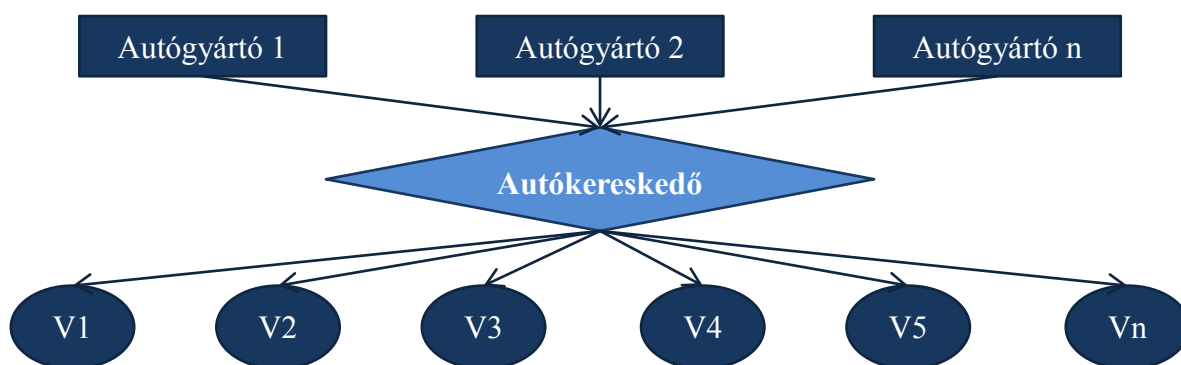 Autógyártó 1
Autógyártó 2
Autógyártó n
Autókereskedő
V1
V2
V3
V4
V5
Vn